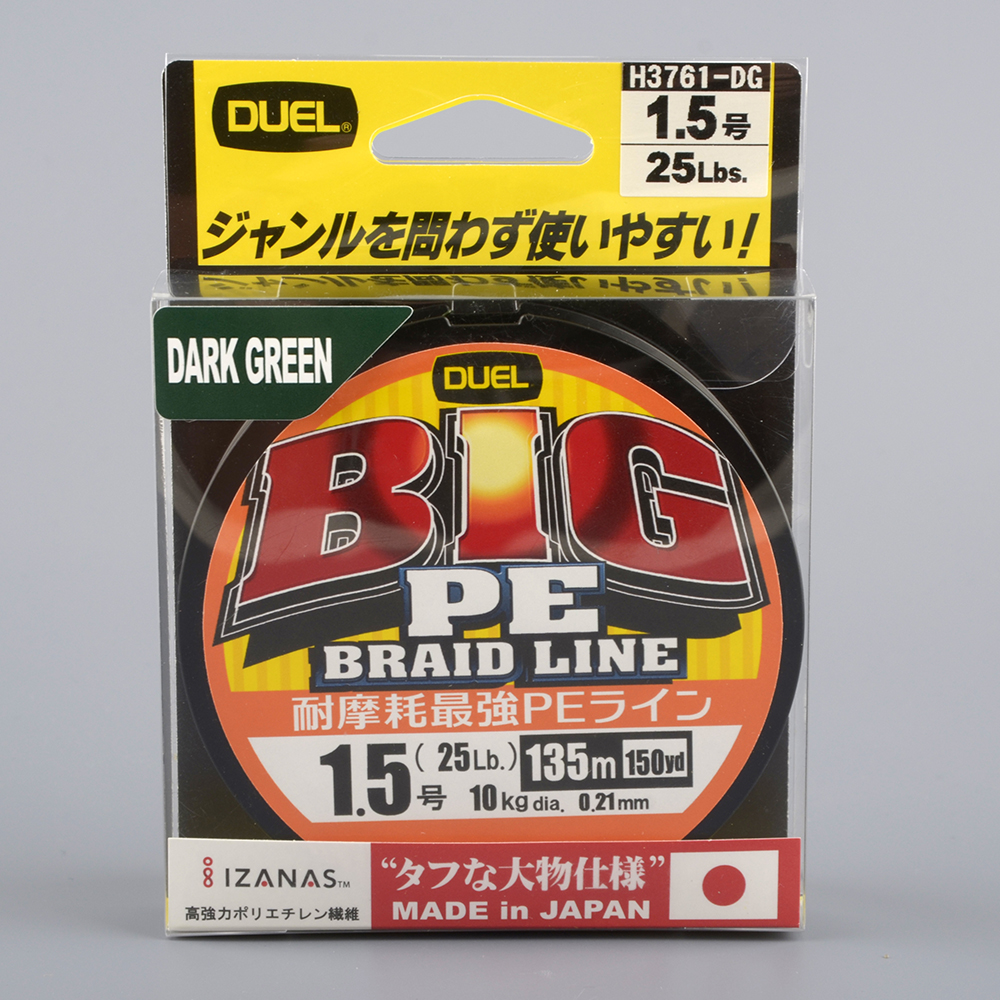 DUEL®
H3761-DG
1.5号
25Lbs.
ジャンルを問わず使いやすい!
DARK GREEN
DUEL
BIG
PE
BRAID LINE
耐摩耗最強PEライン
1.5号 (25Lb.) 135m 150yd
10kg dia. 0.21mm
IZANAS™
高強力ポリエチレン繊維
“タフな大物仕様”
MADE in JAPAN